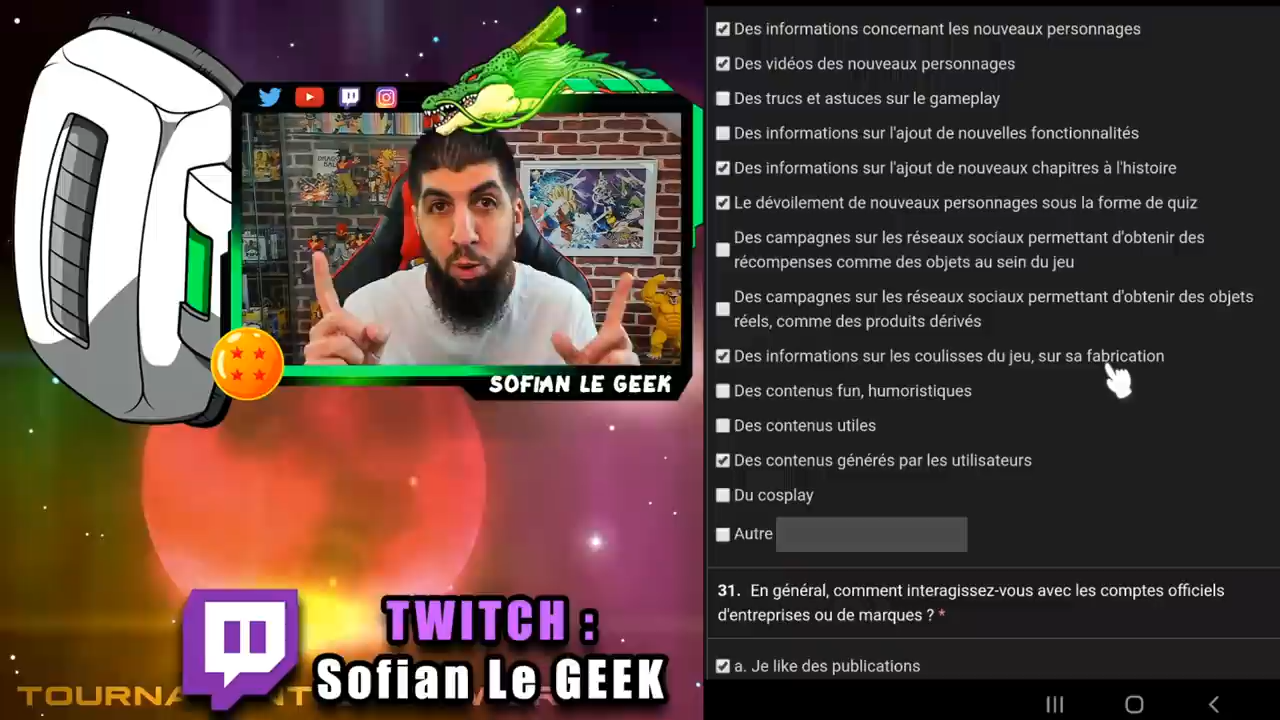 SOFIAN LE GEEK
TWITCH :
Sofian Le GEEK
Des informations concernant les nouveaux personnages
Des vidéos des nouveaux personnages
Des trucs et astuces sur le gameplay
Des informations sur l'ajout de nouvelles fonctionnalités
Des informations sur l'ajout de nouveaux chapitres à l'histoire
Le dévoilement de nouveaux personnages sous la forme de quiz
Des campagnes sur les réseaux sociaux permettant d'obtenir des
récompenses comme des objets au sein du jeu
Des campagnes sur les réseaux sociaux permettant d'obtenir des objets
réels, comme des produits dérivés
Des informations sur les coulisses du jeu, sur sa fabrication
Des contenus fun, humoristiques
Des contenus utiles
Des contenus générés par les utilisateurs
Du cosplay
Autre
31. En général, comment interagissez-vous avec les comptes officiels
d'entreprises ou de marques ? *
a. Je like des publications